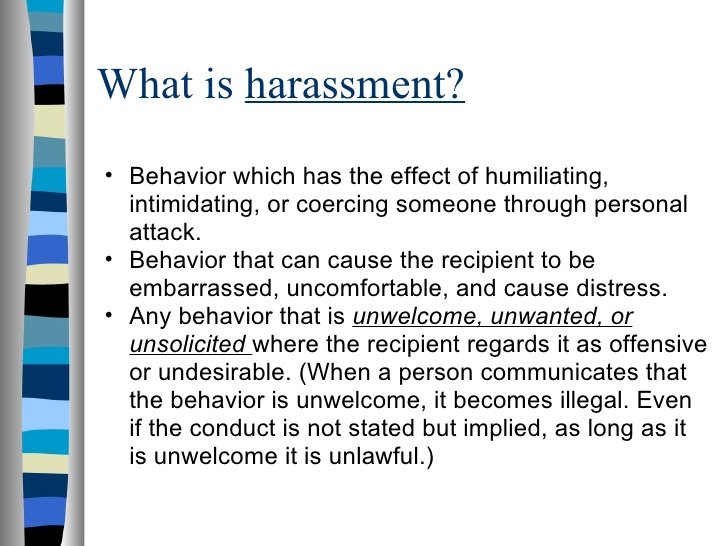 What is harassment?
• Behavior which has the effect of humiliating,
intimidating, or coercing someone through personal
attack.
• Behavior that can cause the recipient to be
embarrassed, uncomfortable, and cause distress.
• Any behavior that is unwelcome, unwanted, or
unsolicited where the recipient regards it as offensive
or undesirable. (When a person communicates that
the behavior is unwelcome, it becomes illegal. Even
if the conduct is not stated but implied, as long as it
is unwelcome it is unlawful.)